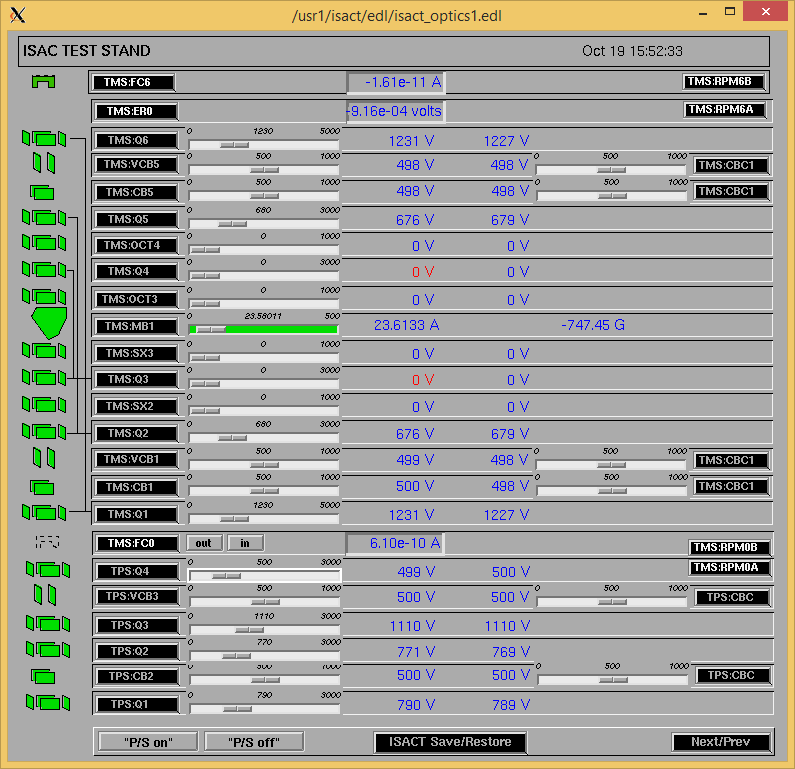 /usr1/isact/edl/isact_optics1.edl
ISAC TEST STAND Oct 19 15:52:33
TMS:FC6 -1.61e-11 A TMS:RPM6B
TMS:ER0 -9.16e-04 volts TMS:RPM6A
TMS:Q6 0 1230 5000 1231 V 1227 V
TMS:VCB5 0 500 1000 498 V 498 V 0 500 1000 TMS:CBC1
TMS:CB5 0 500 1000 498 V 498 V 0 500 1000 TMS:CBC1
TMS:Q5 0 680 3000 676 V 679 V
TMS:OCT4 0 0 1000 0 V 0 V
TMS:Q4 0 0 3000 0 V 0 V
TMS:OCT3 0 0 1000 0 V 0 V
TMS:MB1 0 23.58011 500 23.6133 A -747.45 G
TMS:SX3 0 0 1000 0 V 0 V
TMS:Q3 0 0 3000 0 V 0 V
TMS:SX2 0 0 1000 0 V 0 V
TMS:Q2 0 680 3000 676 V 679 V
TMS:VCB1 0 500 1000 499 V 498 V 0 500 1000 TMS:CBC1
TMS:CB1 0 500 1000 500 V 498 V 0 500 1000 TMS:CBC1
TMS:Q1 0 1230 5000 1231 V 1227 V
TMS:FC0 out in 6.10e-10 A TMS:RPM0B
TMS:RPM0A
TPS:Q4 0 500 3000 499 V 500 V
TPS:VCB3 0 500 1000 500 V 500 V 0 500 1000 TPS:CBC
TPS:Q3 0 1110 3000 1110 V 1110 V
TPS:Q2 0 770 3000 771 V 769 V
TPS:CB2 0 500 1000 500 V 500 V 0 500 1000 TPS:CBC
TPS:Q1 0 790 3000 790 V 789 V
"P/S on" "P/S off" ISACT Save/Restore Next/Prev